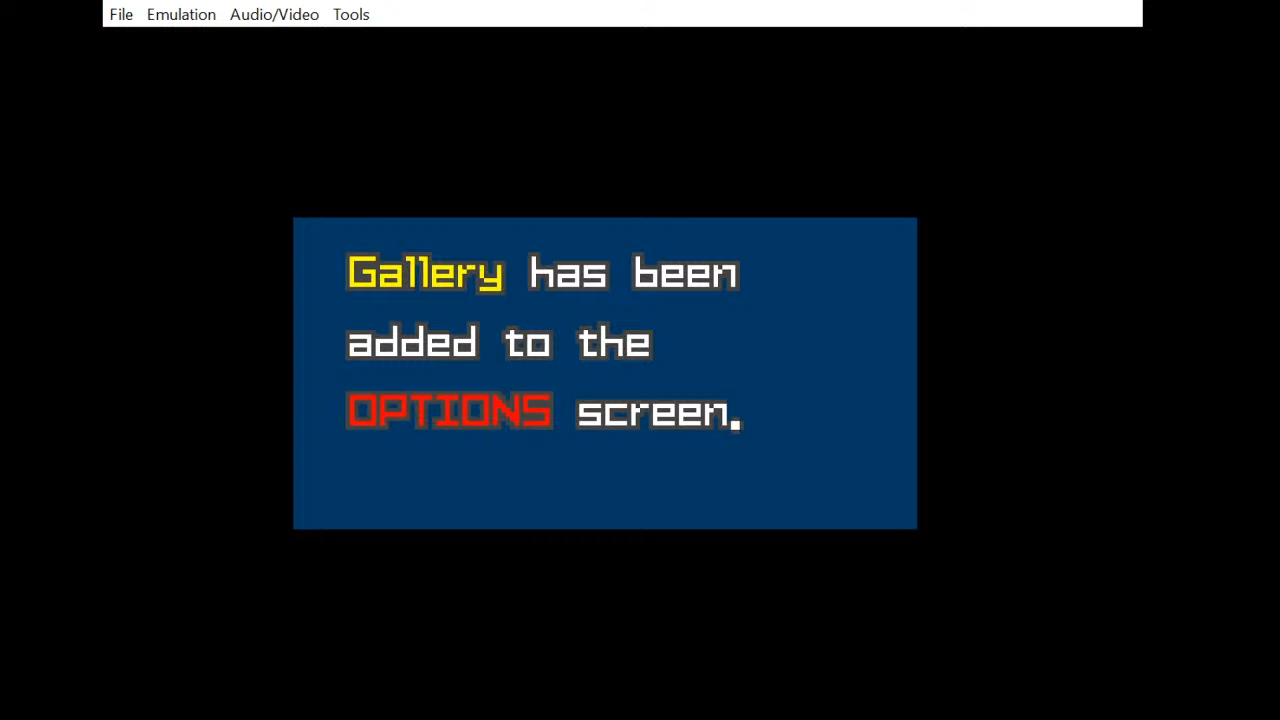 File Emulation Audio/Video Tools
Gallery has been
added to the
OPTIONS screen.